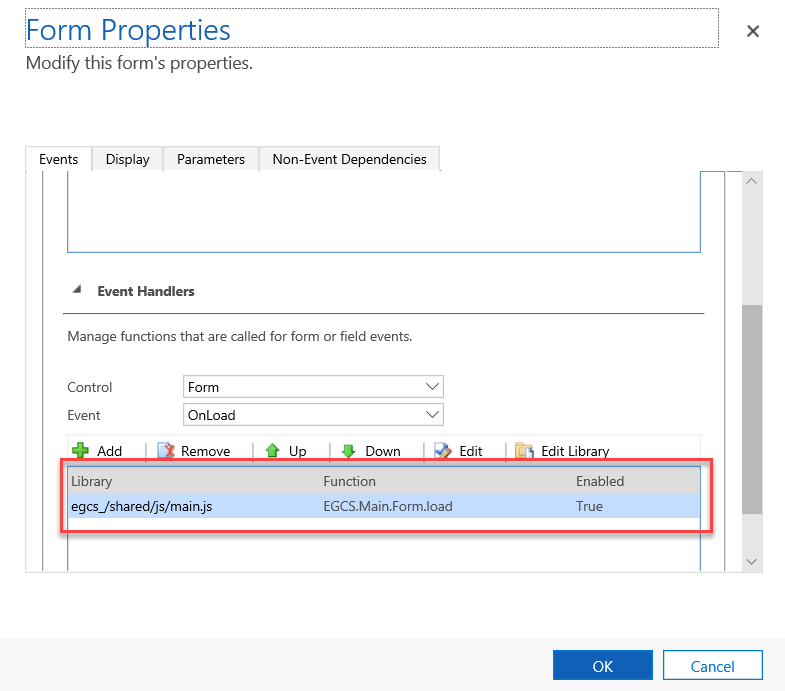 Form Properties
Modify this form's properties.
Events Display Parameters Non-Event Dependencies
Event Handlers
Manage functions that are called for form or field events.
Control Form
Event OnLoad
Add Remove Up Down Edit Edit Library
Library Function Enabled
egcs_/shared/js/main.js EGCS.Main.Form.load True
OK Cancel